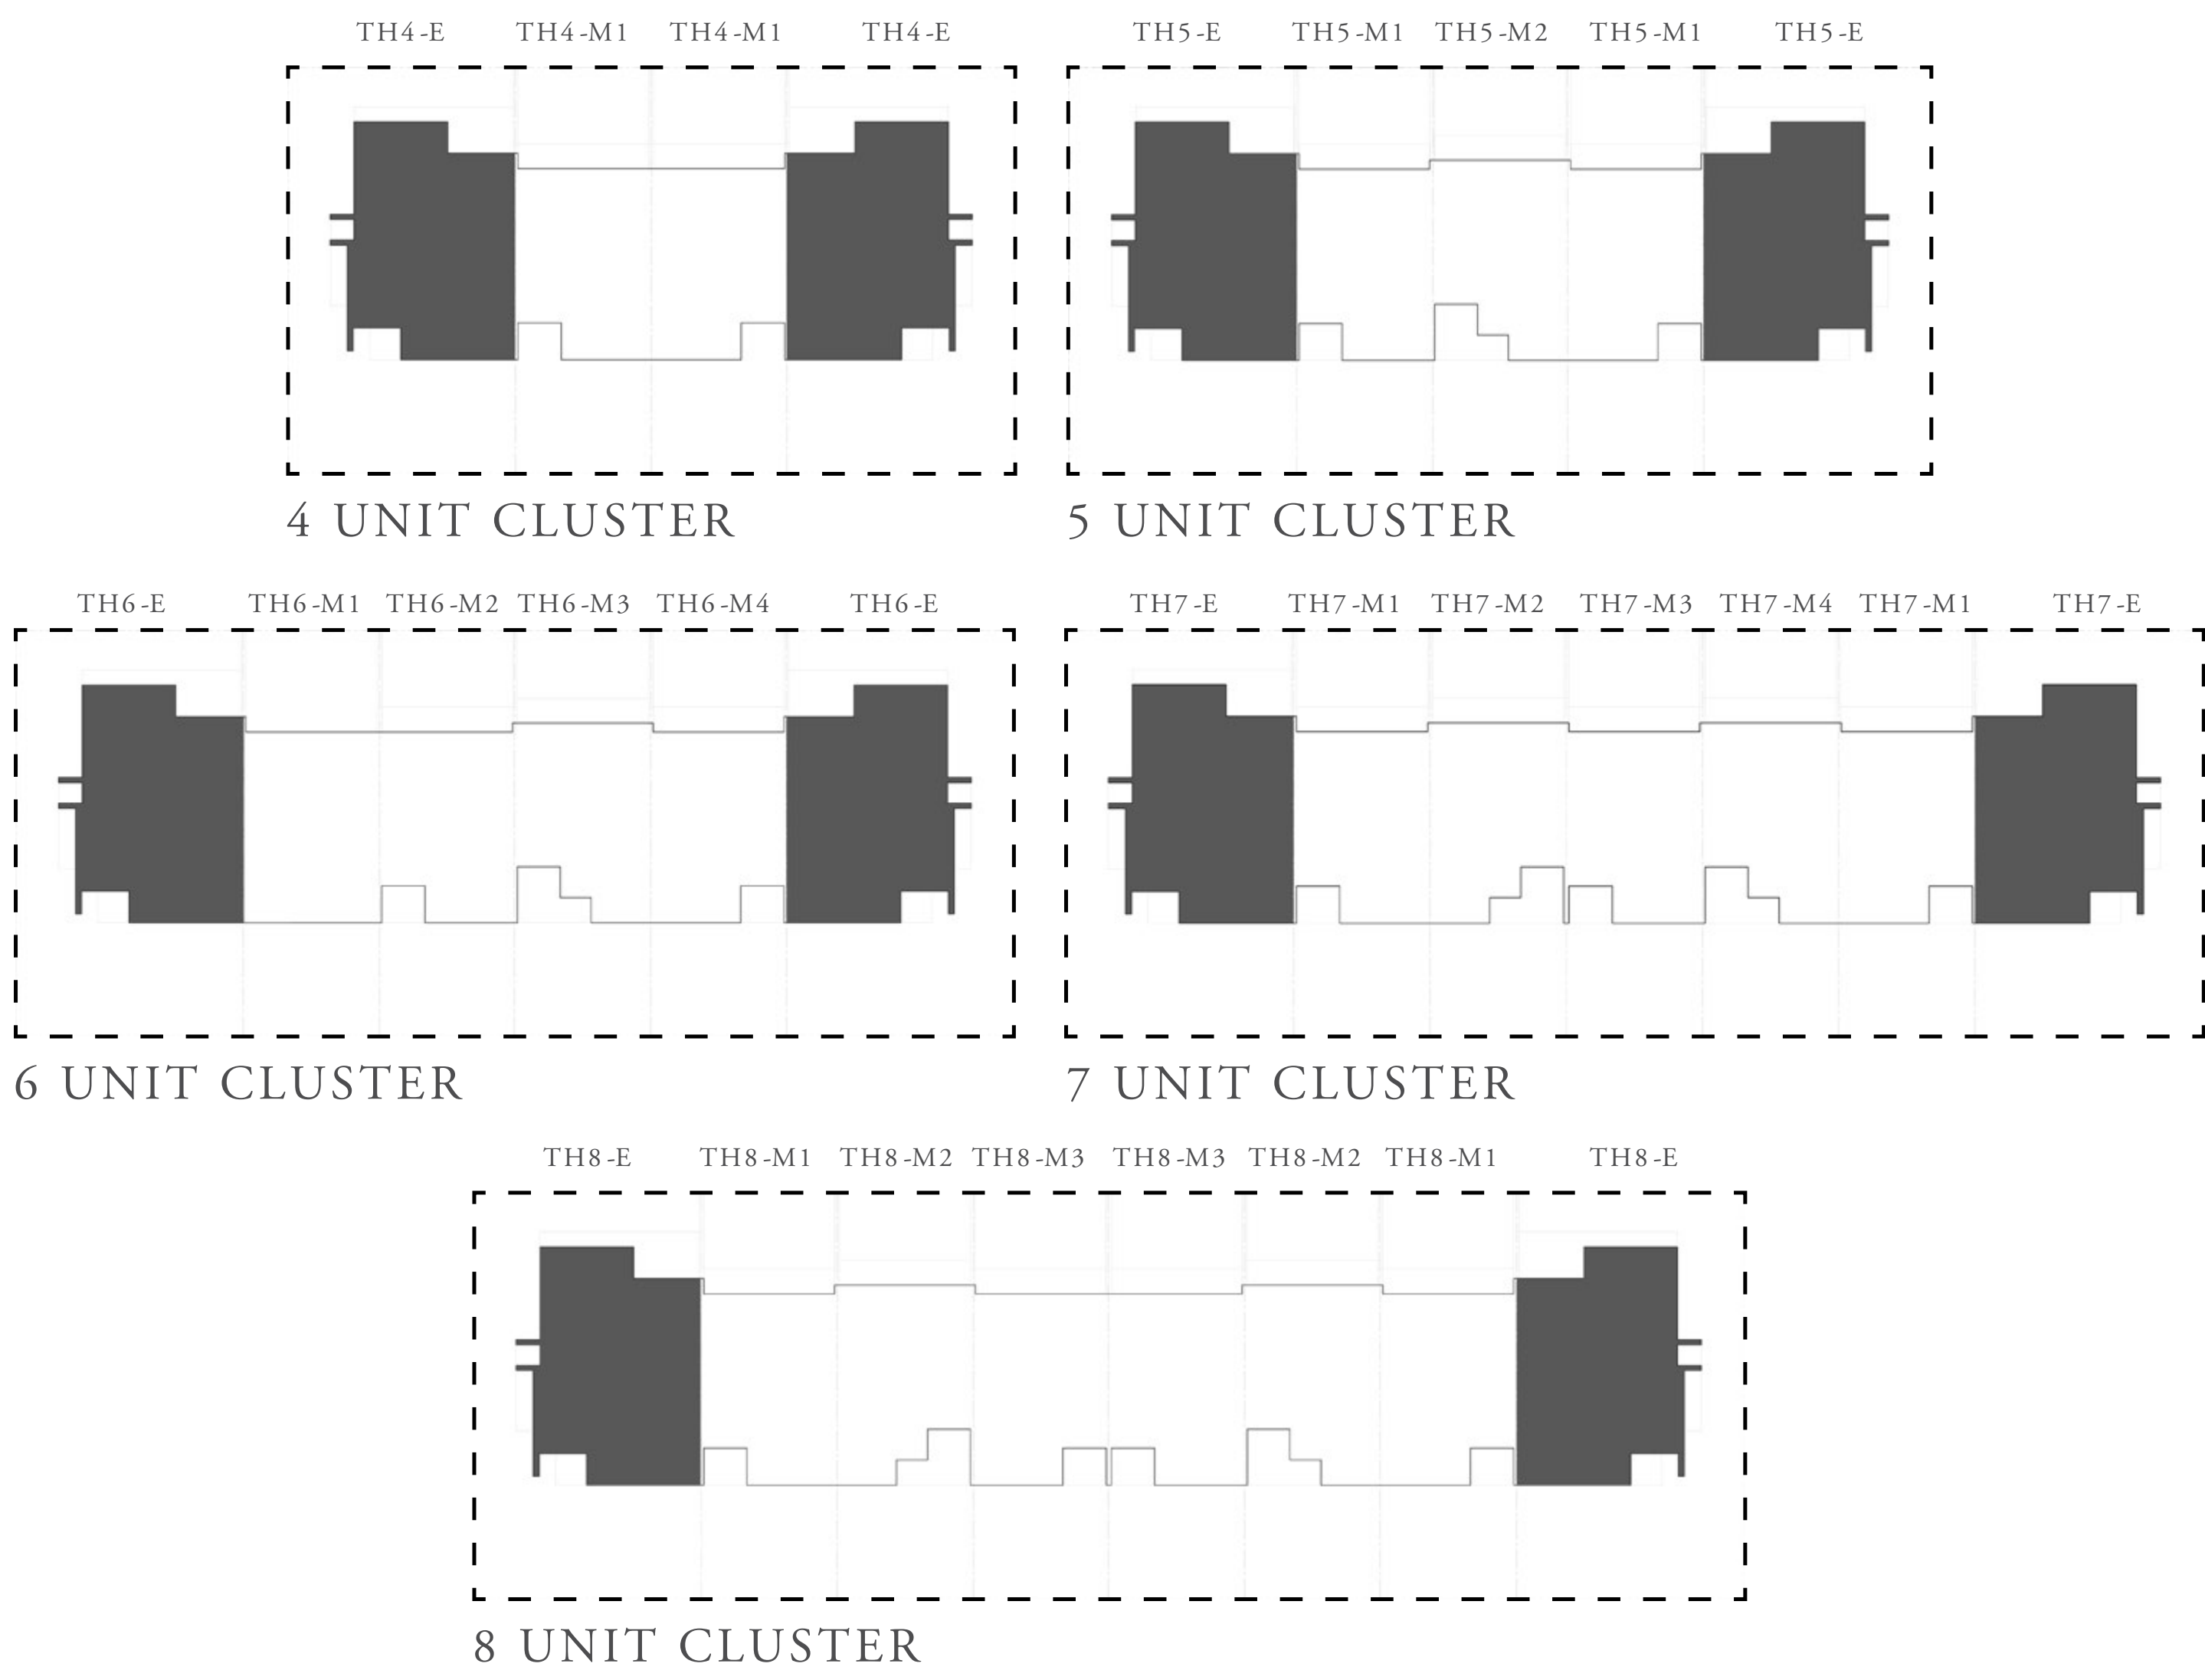 TH4-E TH4-M1 TH4-M1 TH4-E
TH5-E TH5-M1 TH5-M2 TH5-M1 TH5-E
4 UNIT CLUSTER
5 UNIT CLUSTER
TH6-E TH6-M1 TH6-M2 TH6-M3 TH6-M4 TH6-E
TH7-E TH7-M1 TH7-M2 TH7-M3 TH7-M4 TH7-M1 TH7-E
6 UNIT CLUSTER
7 UNIT CLUSTER
TH8-E TH8-M1 TH8-M2 TH8-M3 TH8-M3 TH8-M2 TH8-M1 TH8-E
8 UNIT CLUSTER